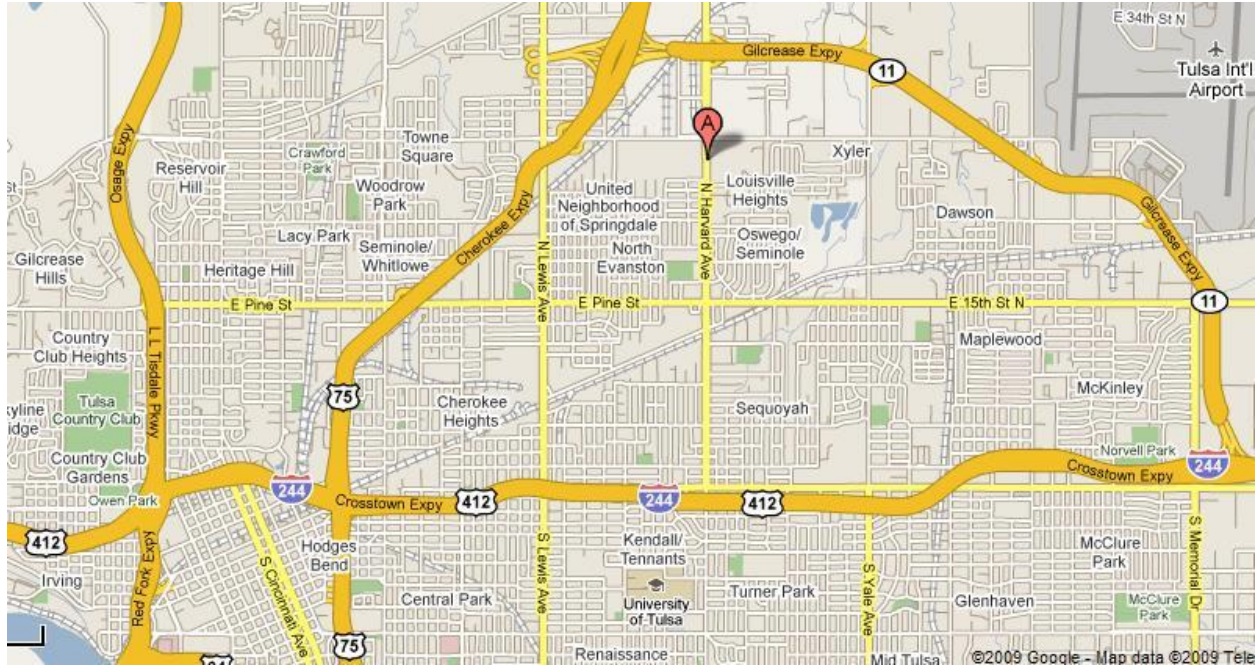 E 34th St N
Gilcrease Expy
11
Tulsa Int'l
Airport
A
Osage Expy
Towne
Square
Crawford
Park
Reservoir
Hill
Xyler
Woodrow
Park
United
Neighborhood
of Springdale
Louisville
Heights
N Harvard Ave
Dawson
Gilcrease Expy
Cherokee Expy
Lacy Park
Seminole/
Whitlowe
North
Evanston
Oswego/
Seminole
Gilcrease
Hills
Heritage Hill
N Lewis Ave
E Pine St
E Pine St
E 15th St N
11
L L Tisdale Pkwy
Country
Club Heights
Maplewood
75
Tulsa
Country Club
Cherokee
Heights
Sequoyah
McKinley
Country Club
Gardens
Norvell Park
Crosstown Expy
244
Owen Park
244
Crosstown Expy
412
244
412
412
Red Fork Expy
S Cincinnati Ave
Hodges
Bend
S Lewis Ave
Kendall/
Tennants
S Yale Ave
S Memorial Dr
McClure
Park
Irving
Central Park
University
of Tulsa
Turner Park
Glenhaven
McClure
Park
75
Renaissance
Mid Tulsa
©2009 Google - Map data ©2009 Tele